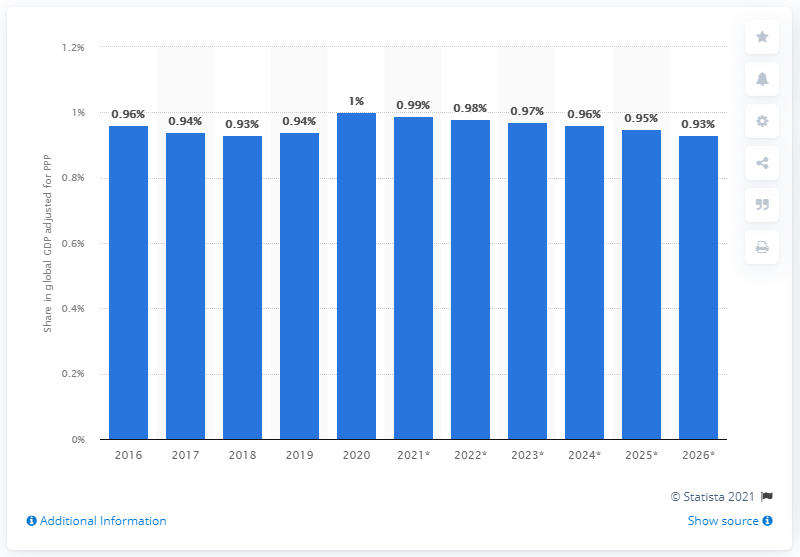 1.2%
1%
0.8%
0.6%
0.4%
0.2%
0%
Share in global GDP adjusted for PPP
0.96% 0.94% 0.93% 0.94% 1% 0.99% 0.98% 0.97% 0.96% 0.95% 0.93%
2016 2017 2018 2019 2020 2021* 2022* 2023* 2024* 2025* 2026*
© Statista 2021
Additional Information
Show source